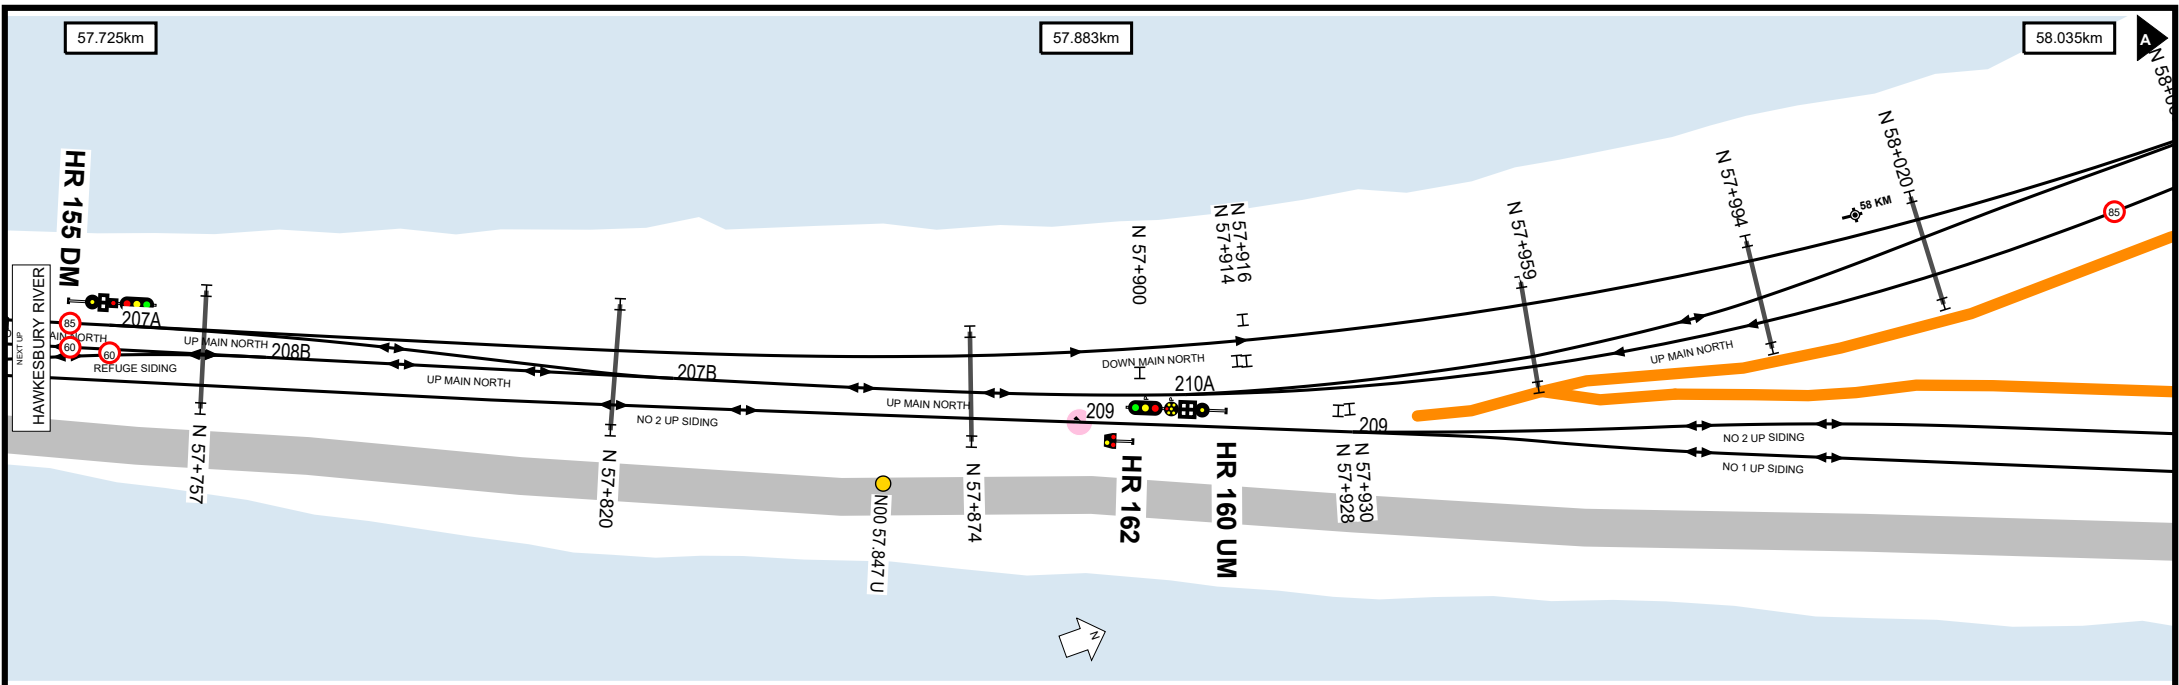 57.725km
57.883km
58.035km
A
HR 155 DM
HAWKESBURY RIVER
NEXT UP
207A
85
60
60
MAIN NORTH
UP MAIN NORTH
208B
REFUGE SIDING
UP MAIN NORTH
207B
NO 2 UP SIDING
UP MAIN NORTH
N 57+757
N 57+820
N00 57.847 U
N 57+874
N 57+900
N 57+914
N 57+916
DOWN MAIN NORTH
210A
209
P
P
HR 162
HR 160 UM
209
N 57+928
N 57+930
N 57+959
N 57+994
58 KM
N 58+020
85
UP MAIN NORTH
NO 2 UP SIDING
NO 1 UP SIDING
N